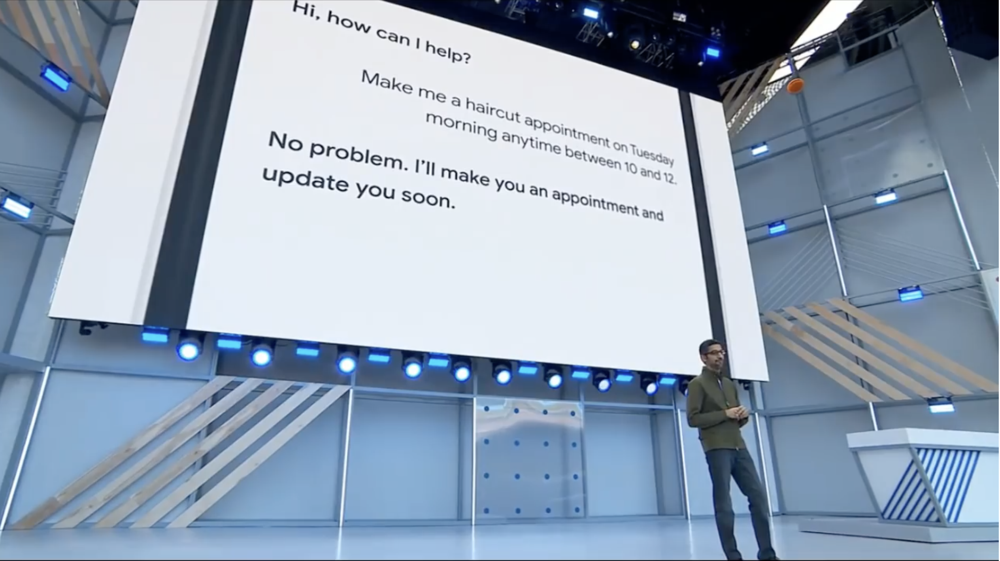 Hi, how can I help?
Make me a haircut appointment on Tuesday
morning anytime between 10 and 12.
No problem. I'll make you an appointment and
update you soon.